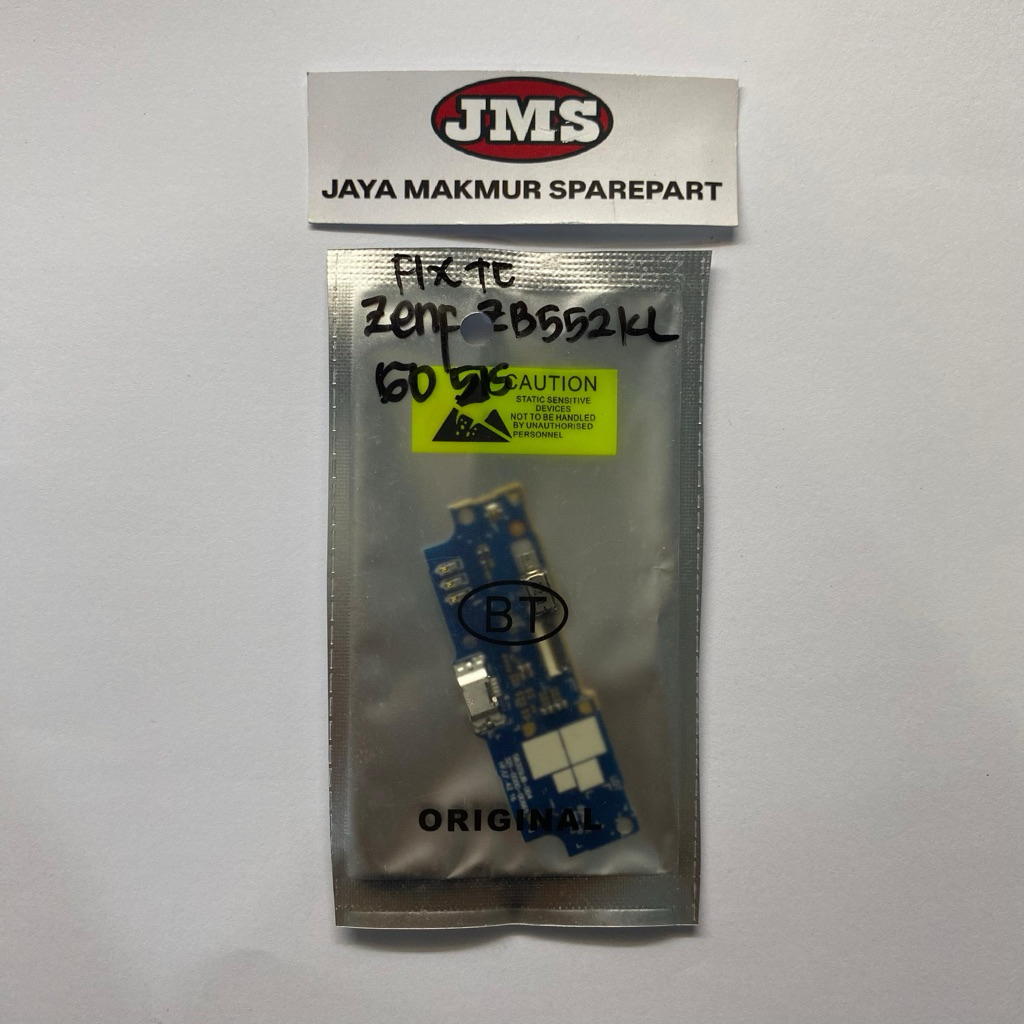 JMS
JAYA MAKMUR SPAREPART
Flx TC
Zenf ZB552KL
GO
CAUTION
STATIC SENSITIVE
DEVICES
NOT TO BE HANDLED
BY UNAUTHORISED
PERSONNEL
BT
ORIGINAL